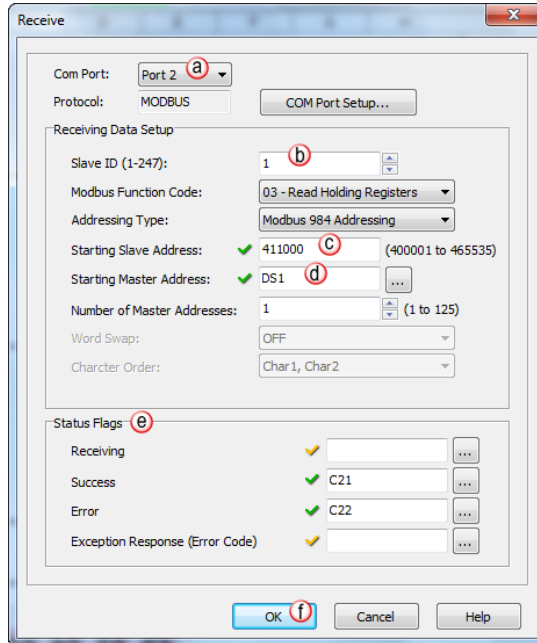 Receive
x
Com Port: Port 2 a
Protocol: MODBUS COM Port Setup...
Receiving Data Setup
Slave ID (1-247): 1 b
Modbus Function Code: 03 - Read Holding Registers
Addressing Type: Modbus 984 Addressing
Starting Slave Address: 411000 c (400001 to 465535)
Starting Master Address: DS1 d ...
Number of Master Addresses: 1 (1 to 125)
Word Swap: OFF
Charcter Order: Char1, Char2
Status Flags e
Receiving ...
Success C21 ...
Error C22 ...
Exception Response (Error Code) ...
OK f Cancel Help